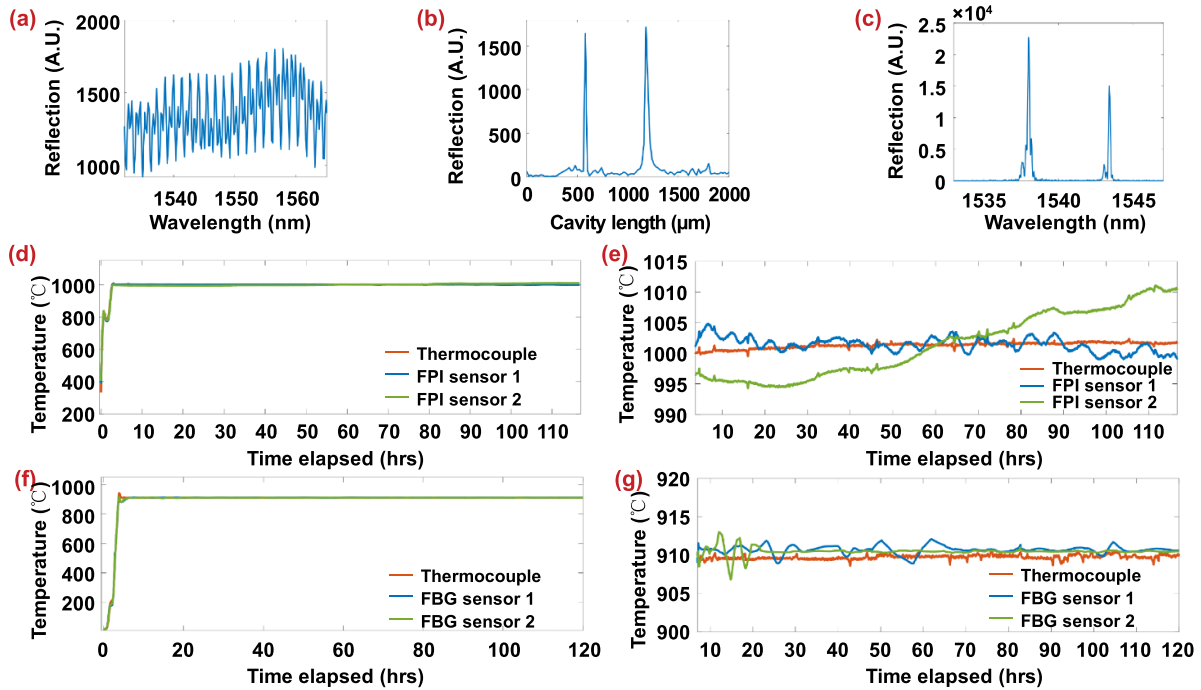 (a)
2000
1500
1000
Reflection (A.U.)
1540 1550 1560
Wavelength (nm)
(b)
1500
1000
500
0
Reflection (A.U.)
0 500 1000 1500 2000
Cavity length (μm)
(c)
×10⁴
2.5
2
1.5
1
0.5
0
Reflection (A.U.)
1535 1540 1545
Wavelength (nm)
(d)
1000
800
600
400
200
Temperature (℃)
Thermocouple
FPI sensor 1
FPI sensor 2
0 10 20 30 40 50 60 70 80 90 100 110
Time elapsed (hrs)
(e)
1015
1010
1005
1000
995
990
Temperature (℃)
Thermocouple
FPI sensor 1
FPI sensor 2
10 20 30 40 50 60 70 80 90 100 110
Time elapsed (hrs)
(f)
1000
800
600
400
200
Temperature (℃)
Thermocouple
FBG sensor 1
FBG sensor 2
0 20 40 60 80 100 120
Time elapsed (hrs)
(g)
920
915
910
905
900
Temperature (℃)
Thermocouple
FBG sensor 1
FBG sensor 2
10 20 30 40 50 60 70 80 90 100 110 120
Time elapsed (hrs)